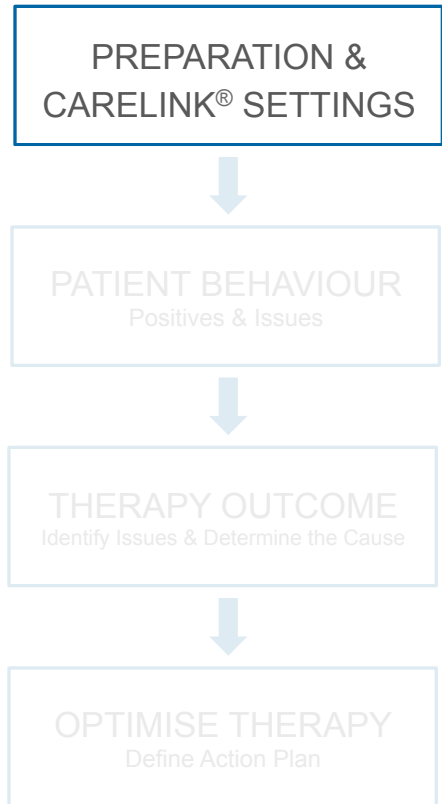 PREPARATION &
CARELINK® SETTINGS
PATIENT BEHAVIOUR
Positives & Issues
THERAPY OUTCOME
Identify Issues & Determine the Cause
OPTIMISE THERAPY
Define Action Plan